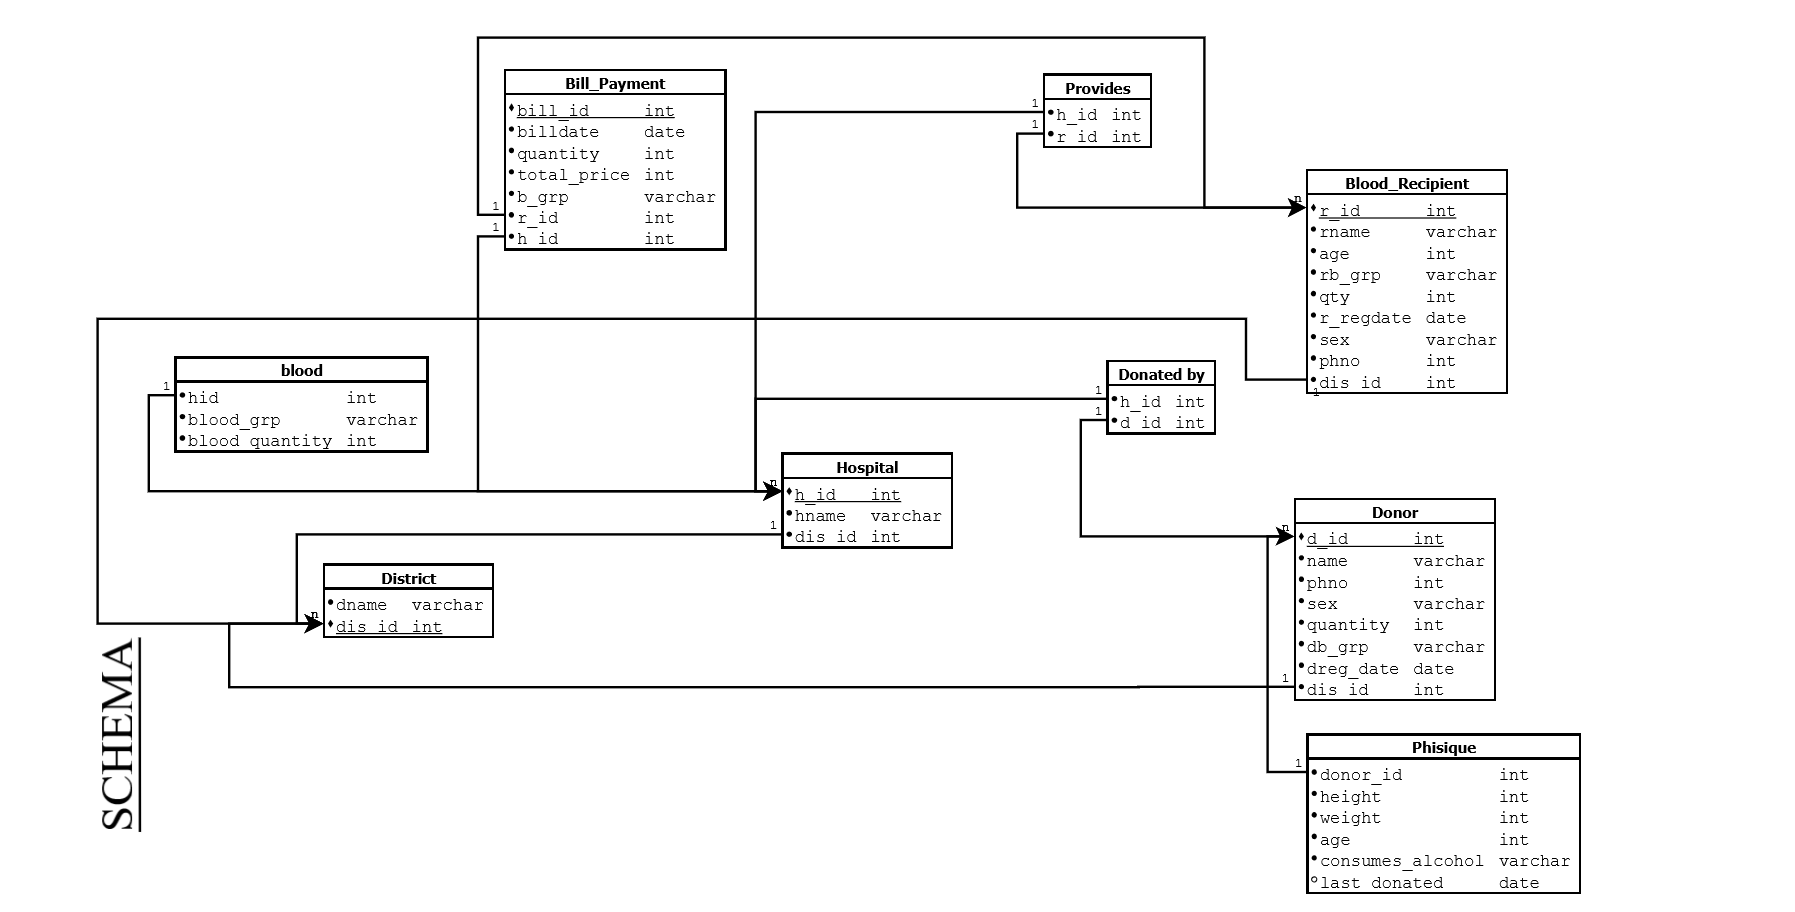 Bill_Payment
bill_id int
billdate date
quantity int
total_price int
b_grp varchar
1 r_id int
1 h_id int
Provides
1 h_id int
1 r_id int
Blood_Recipient
n r_id int
rname varchar
age int
rb_grp varchar
qty int
r_regdate date
sex varchar
phno int
dis_id int
1
blood
1 hid int
blood_grp varchar
blood_quantity int
Donated by
1 h_id int
1 d_id int
Hospital
n h_id int
hname varchar
1 dis_id int
District
dname varchar
n dis_id int
Donor
n d_id int
name varchar
phno int
sex varchar
quantity int
db_grp varchar
dreg_date date
1 dis_id int
Phisique
1 donor_id int
height int
weight int
age int
consumes_alcohol varchar
last_donated date
SCHEMA